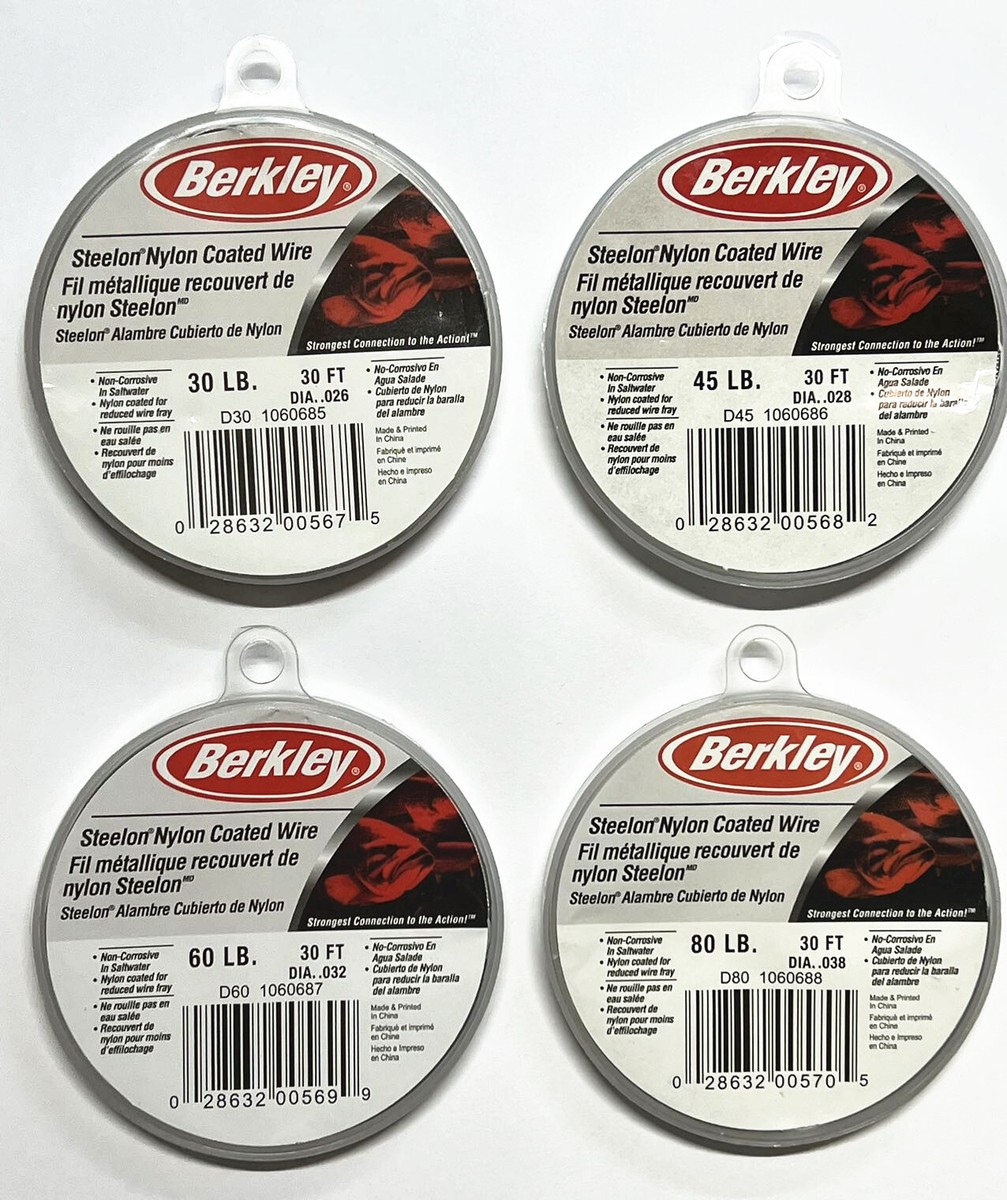 Berkley®
Steelon® Nylon Coated Wire
Fil métallique recouvert de
nylon Steelon MD
Steelon® Alambre Cubierto de Nylon
Strongest Connection to the Action!™
• Non-Corrosive
In Saltwater
• Nylon coated for
reduced wire fray
• Ne rouille pas en
eau salée
• Recouvert de
nylon pour moins
d'effilochage
30 LB. 30 FT
DIA..026
D30 1060685
0 28632 00567 5
• No-Corrosivo En
Agua Salade
• Cubierto de Nylon
para reducir la baralla
del alambre
Made & Printed
In China
Fabriqué et imprimé
en Chine
Hecho e Impreso
en China
Berkley®
Steelon® Nylon Coated Wire
Fil métallique recouvert de
nylon Steelon MD
Steelon® Alambre Cubierto de Nylon
Strongest Connection to the Action!™
• Non-Corrosive
In Saltwater
• Nylon coated for
reduced wire fray
• Ne rouille pas en
eau salée
• Recouvert de
nylon pour moins
d'effilochage
45 LB. 30 FT
DIA..028
D45 1060686
0 28632 00568 2
• No-Corrosivo En
Agua Salade
• Cubierto de Nylon
para reducir la baralla
del alambre
Made & Printed
In China
Fabriqué et imprimé
en Chine
Hecho e Impreso
en China
Berkley®
Steelon® Nylon Coated Wire
Fil métallique recouvert de
nylon Steelon MD
Steelon® Alambre Cubierto de Nylon
Strongest Connection to the Action!™
• Non-Corrosive
In Saltwater
• Nylon coated for
reduced wire fray
• Ne rouille pas en
eau salée
• Recouvert de
nylon pour moins
d'effilochage
60 LB. 30 FT
DIA..032
D60 1060687
0 28632 00569 9
• No-Corrosivo En
Agua Salade
• Cubierto de Nylon
para reducir la baralla
del alambre
Made & Printed
In China
Fabriqué et imprimé
en Chine
Hecho e Impreso
en China
Berkley®
Steelon® Nylon Coated Wire
Fil métallique recouvert de
nylon Steelon MD
Steelon® Alambre Cubierto de Nylon
Strongest Connection to the Action!™
• Non-Corrosive
In Saltwater
• Nylon coated for
reduced wire fray
• Ne rouille pas en
eau salée
• Recouvert de
nylon pour moins
d'effilochage
80 LB. 30 FT
DIA..038
D80 1060688
0 28632 00570 5
• No-Corrosivo En
Agua Salade
• Cubierto de Nylon
para reducir la baralla
del alambre
Made & Printed
In China
Fabriqué et imprimé
en Chine
Hecho e Impreso
en China